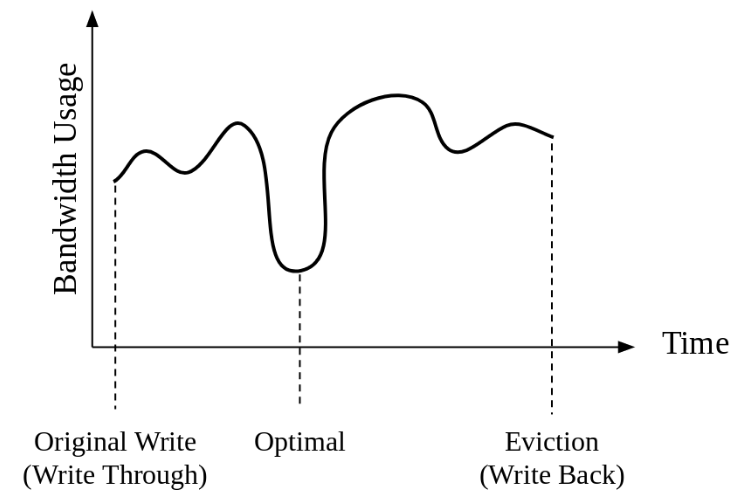 Bandwidth Usage
Time
Original Write
(Write Through)
Optimal
Eviction
(Write Back)